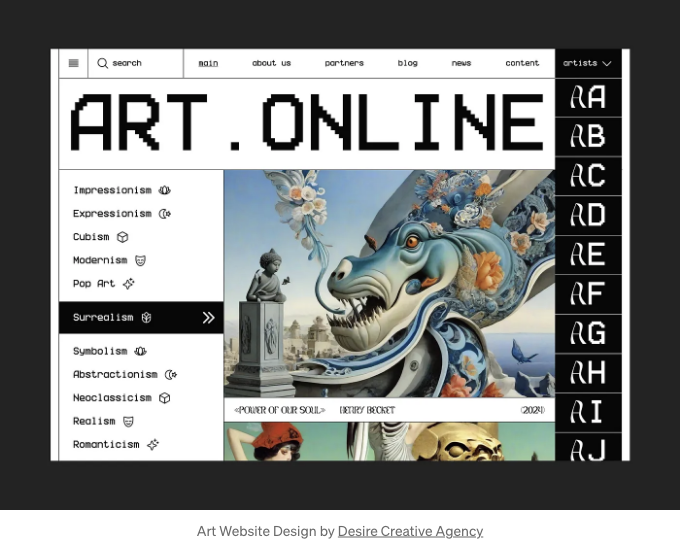 search
main
about us
partners
blog
news
content
artists
ART.ONLINE
Impressionism
Expressionism
Cubism
Modernism
Pop Art
Surrealism
Symbolism
Abstractionism
Neoclassicism
Realism
Romanticism
«POWER OF OUR SOUL» HENRY BECKET (2024)
AA
AB
AC
AD
AE
AF
AG
AH
AI
AJ
Art Website Design by Desire Creative Agency